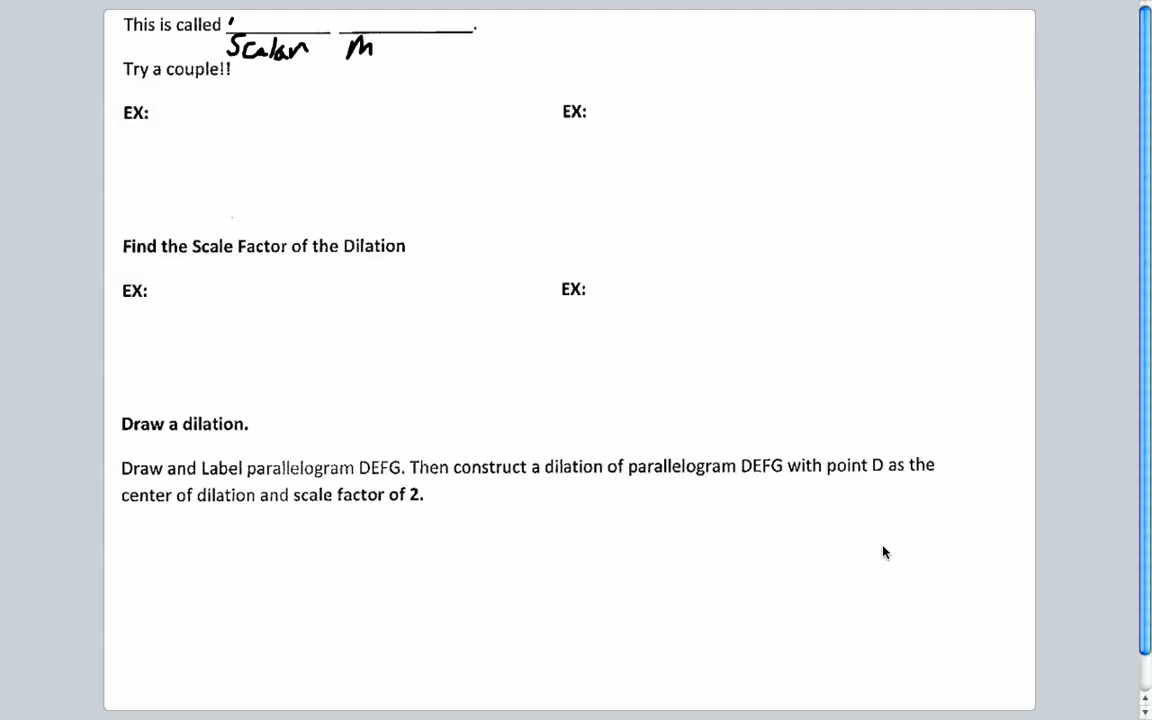 This is called ___________ ______________.
Scalar M
Try a couple!!
EX: EX:
Find the Scale Factor of the Dilation
EX: EX:
Draw a dilation.
Draw and Label parallelogram DEFG. Then construct a dilation of parallelogram DEFG with point D as the
center of dilation and scale factor of 2.